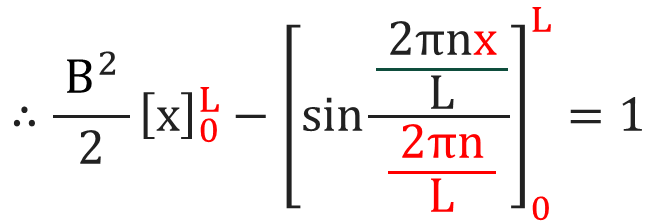 ∴ B²/2 [x]₀ᴸ − [sin (2πnx/L)/(2πn/L)]₀ᴸ = 1